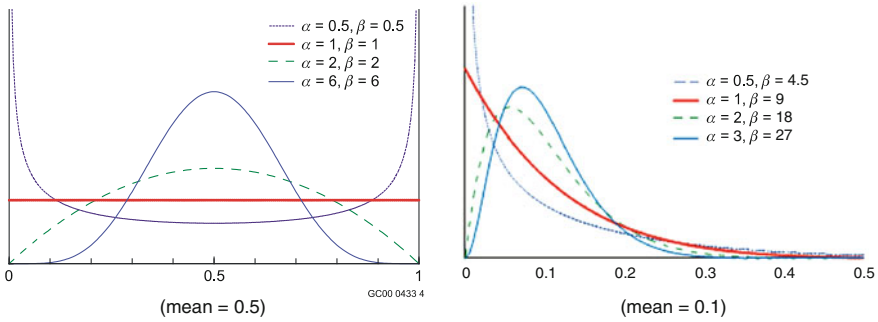 α = 0.5, β = 0.5
α = 1, β = 1
α = 2, β = 2
α = 6, β = 6
0 0.5 1
GC00 0433 4
(mean = 0.5)
α = 0.5, β = 4.5
α = 1, β = 9
α = 2, β = 18
α = 3, β = 27
0 0.1 0.2 0.3 0.4 0.5
(mean = 0.1)